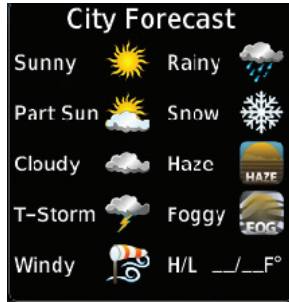 City Forecast
Sunny Rainy
Part Sun Snow
Cloudy Haze HAZE
T-Storm Foggy FOG
Windy H/L __/__F°